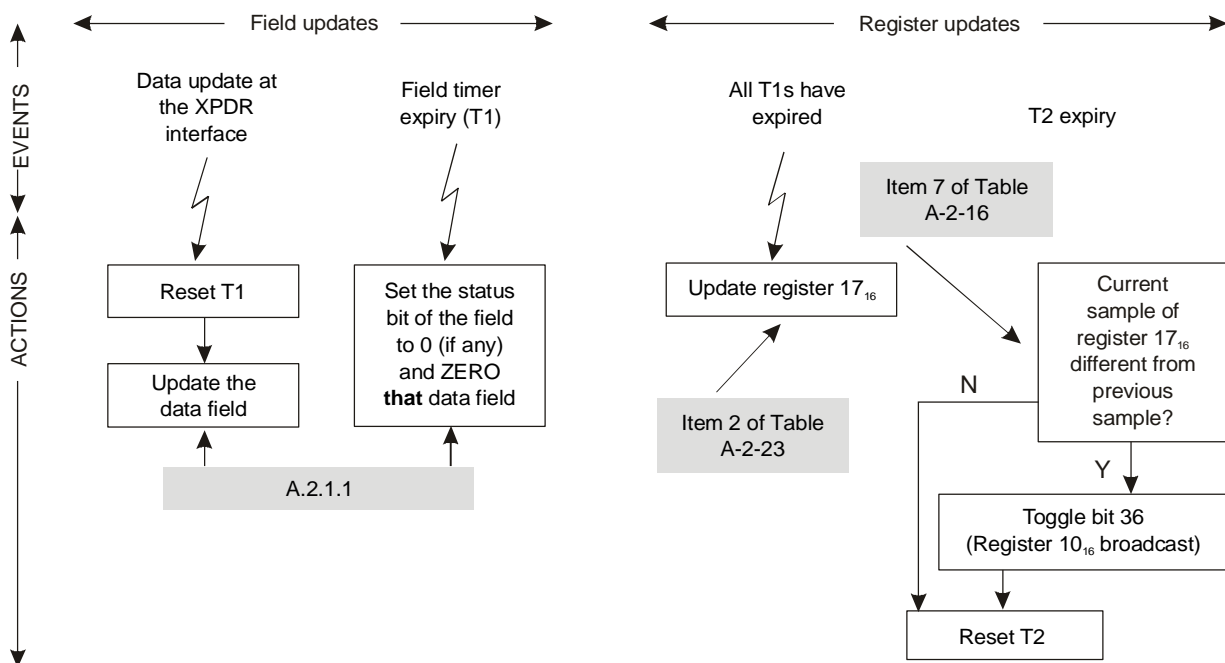 Field updates
Register updates
EVENTS
Data update at
the XPDR
interface
Field timer
expiry (T1)
All T1s have
expired
T2 expiry
Item 7 of Table
A-2-16
ACTIONS
Reset T1
Update the
data field
Set the status
bit of the field
to 0 (if any)
and ZERO
that data field
A.2.1.1
Update register 17₁₆
Item 2 of Table
A-2-23
Current
sample of
register 17₁₆
different from
previous
sample?
N
Y
Toggle bit 36
(Register 10₁₆ broadcast)
Reset T2